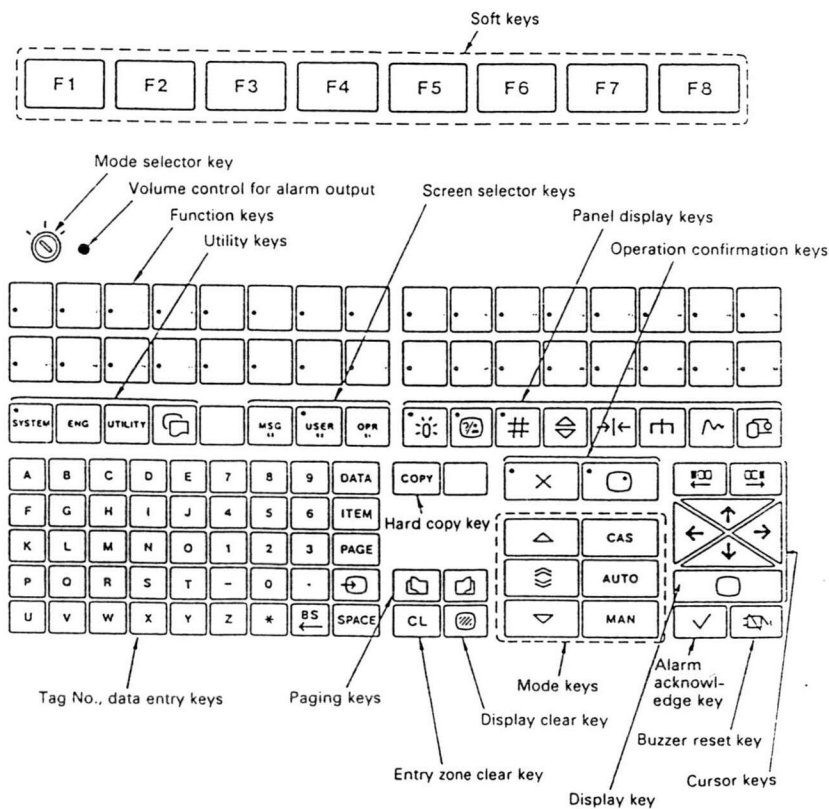 Soft keys
F1 F2 F3 F4 F5 F6 F7 F8
Mode selector key
Volume control for alarm output
Function keys
Utility keys
Screen selector keys
Panel display keys
Operation confirmation keys
SYSTEM ENG UTILITY MSG USER OPR
A B C D E 7 8 9 DATA COPY
F G H I J 4 5 6 ITEM
Hard copy key
CAS
K L M N O 1 2 3 PAGE
P Q R S T - 0 . AUTO
U V W X Y Z * BS SPACE CL MAN
Tag No., data entry keys
Paging keys
Mode keys
Display clear key
Entry zone clear key
Alarm
acknowl-
edge key
Buzzer reset key
Cursor keys
Display key